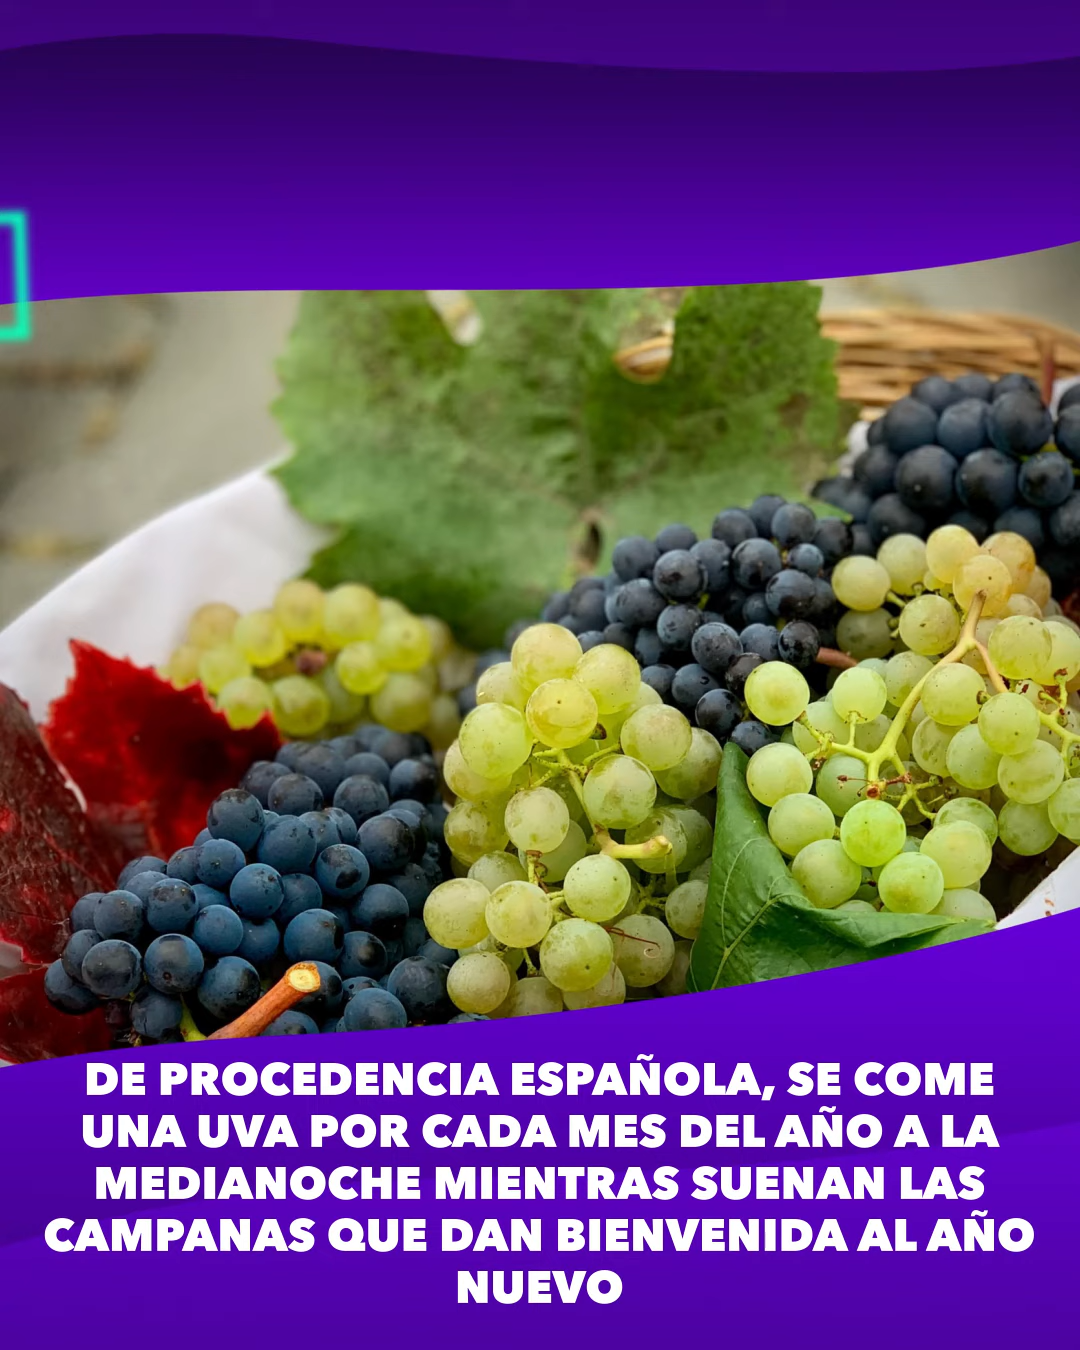 DE PROCEDENCIA ESPAÑOLA, SE COME
UNA UVA POR CADA MES DEL AÑO A LA
MEDIANOCHE MIENTRAS SUENAN LAS
CAMPANAS QUE DAN BIENVENIDA AL AÑO
NUEVO